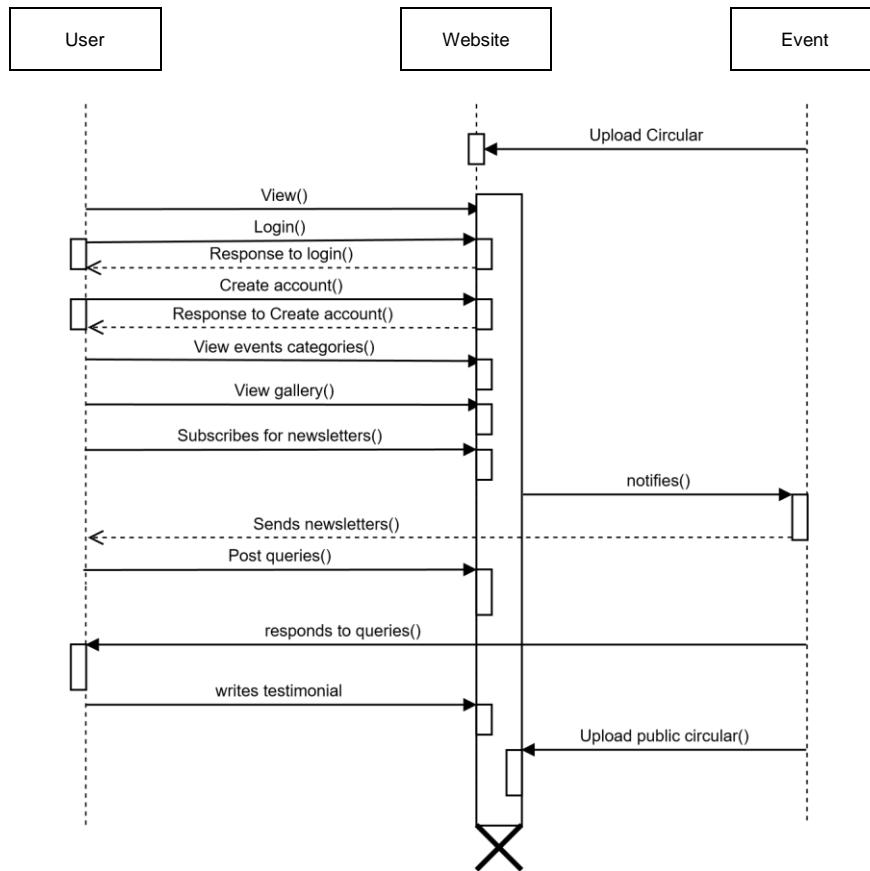 User
Website
Event
Upload Circular
View()
Login()
Response to login()
Create account()
Response to Create account()
View events categories()
View gallery()
Subscribes for newsletters()
notifies()
Sends newsletters()
Post queries()
responds to queries()
writes testimonial
Upload public circular()